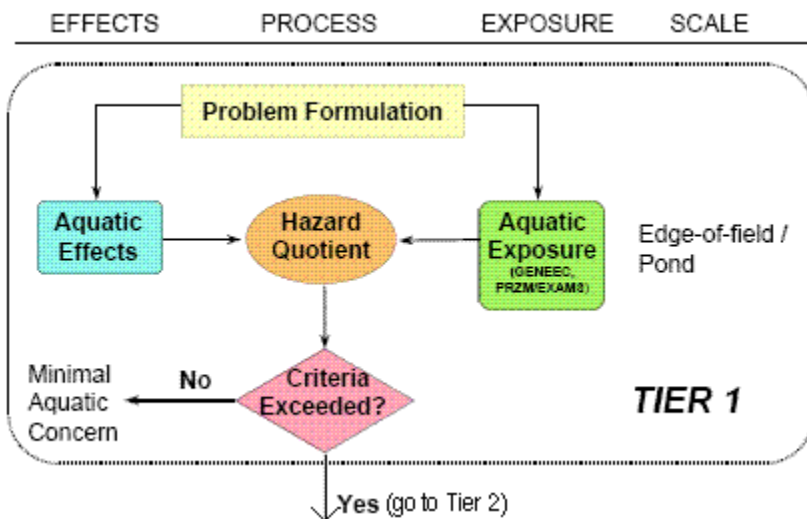 EFFECTS PROCESS EXPOSURE SCALE
Problem Formulation
Aquatic
Effects
Hazard
Quotient
Aquatic
Exposure
(GENEEC,
PRZM/EXAMS)
Edge-of-field /
Pond
Minimal
Aquatic
Concern
No
Criteria
Exceeded?
TIER 1
Yes (go to Tier 2)